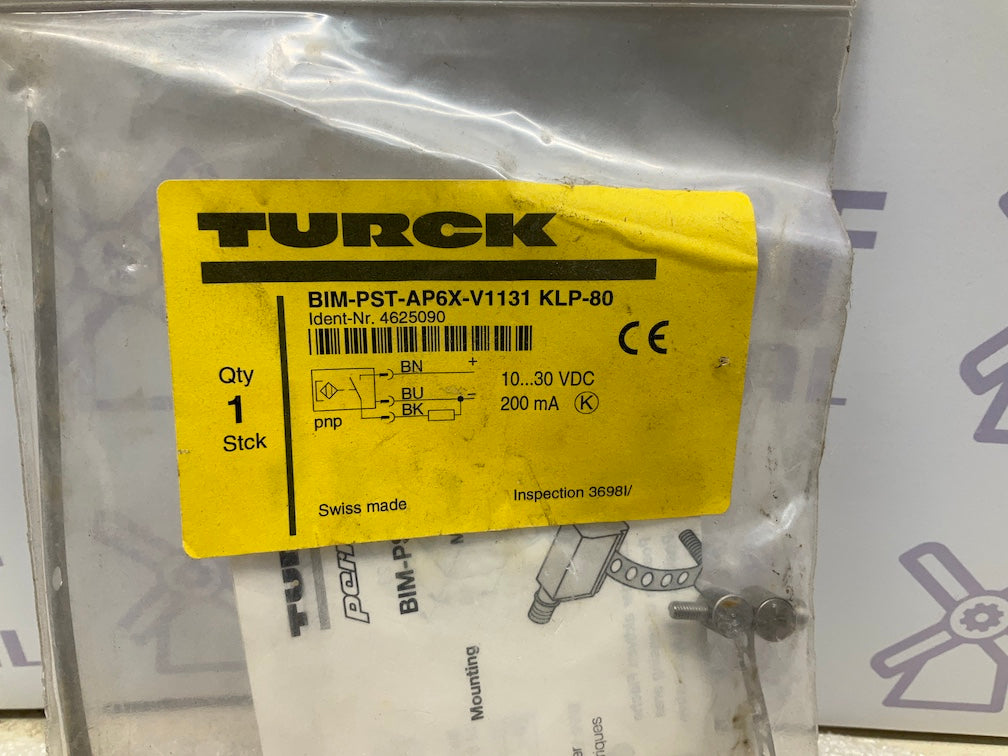 TURCK
BIM-PST-AP6X-V1131 KLP-80
Ident-Nr. 4625090
CE
Qty
1
Stck
BN
+
BU
-
BK
pnp
10...30 VDC
200 mA K
Swiss made
Inspection 3698I/
BIM-PS
Mounting